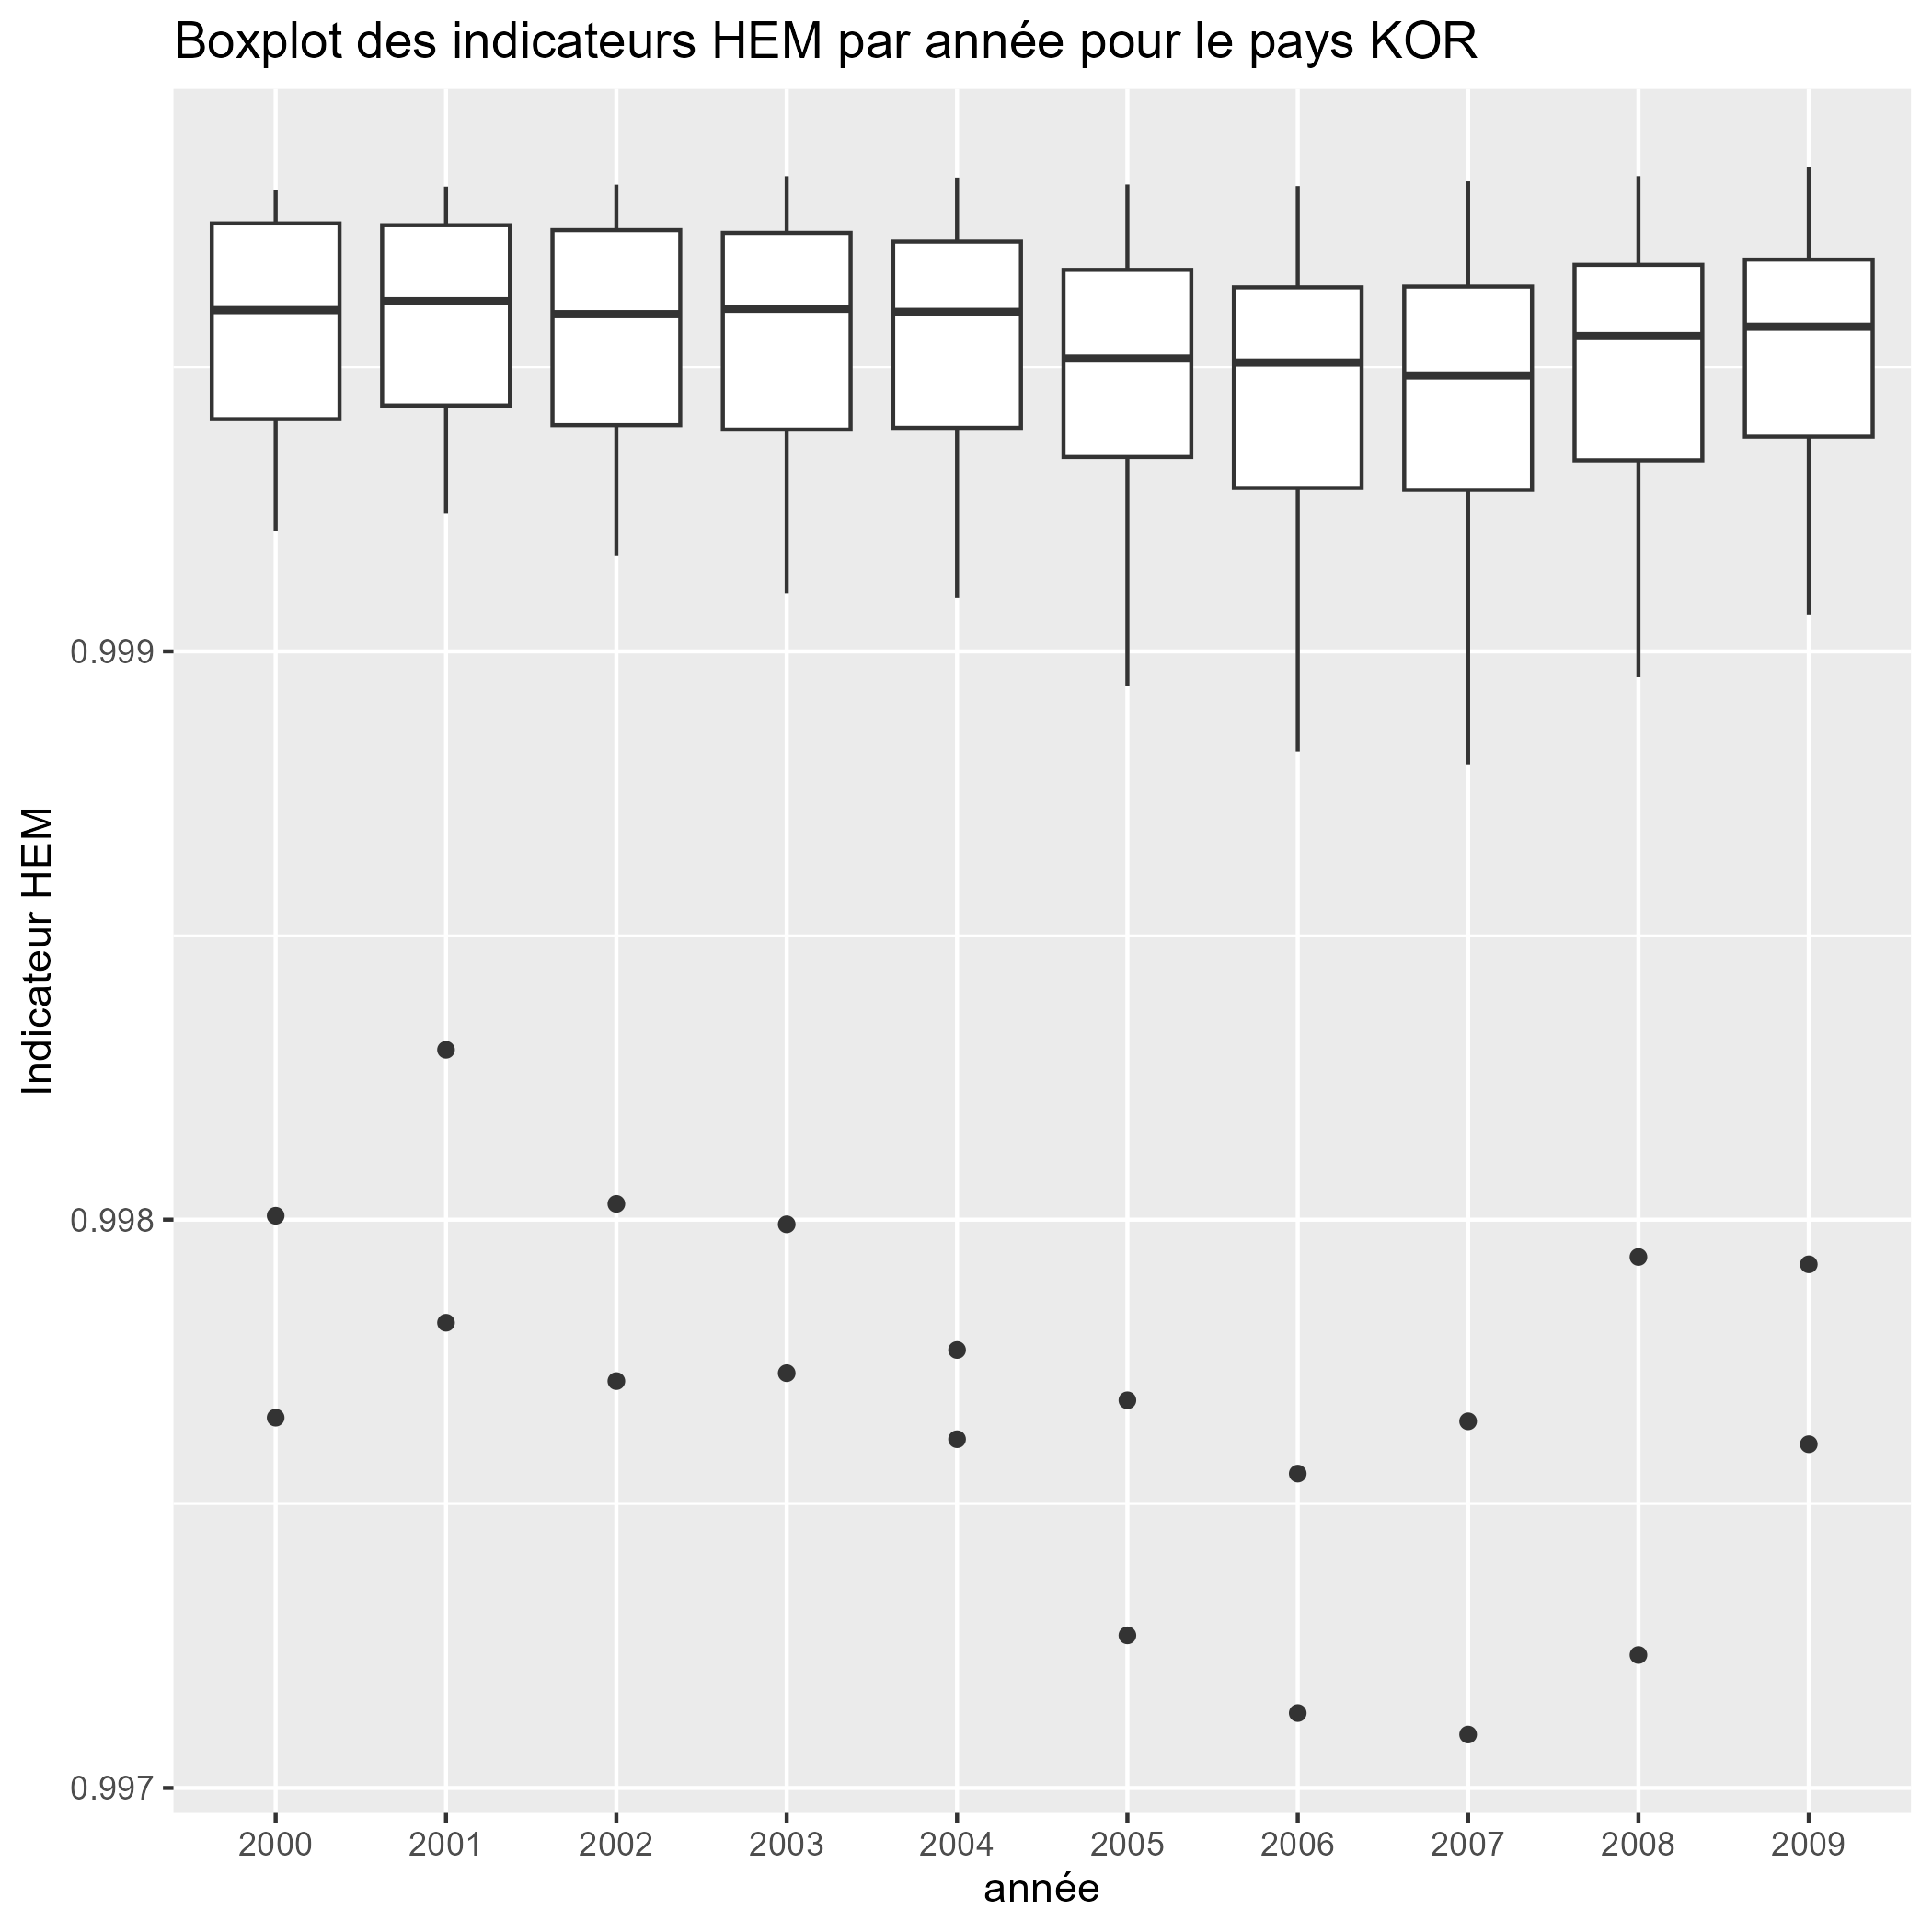 Boxplot des indicateurs HEM par année pour le pays KOR
Indicateur HEM
0.999
0.998
0.997
2000 2001 2002 2003 2004 2005 2006 2007 2008 2009
année